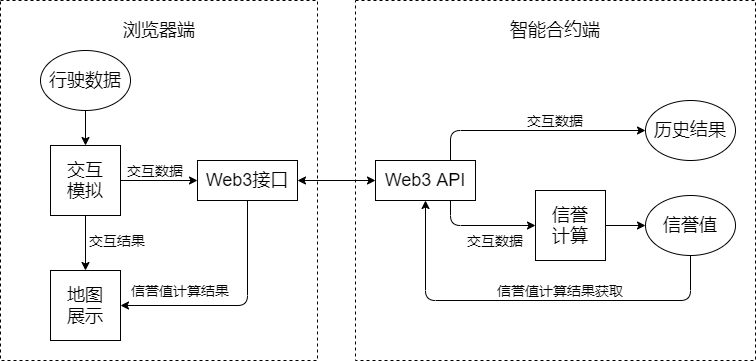 浏览器端
智能合约端
行驶数据
交互数据
历史结果
交互
模拟
交互数据
Web3接口
Web3 API
信誉
计算
信誉值
交互结果
交互数据
地图
展示
信誉值计算结果
信誉值计算结果获取